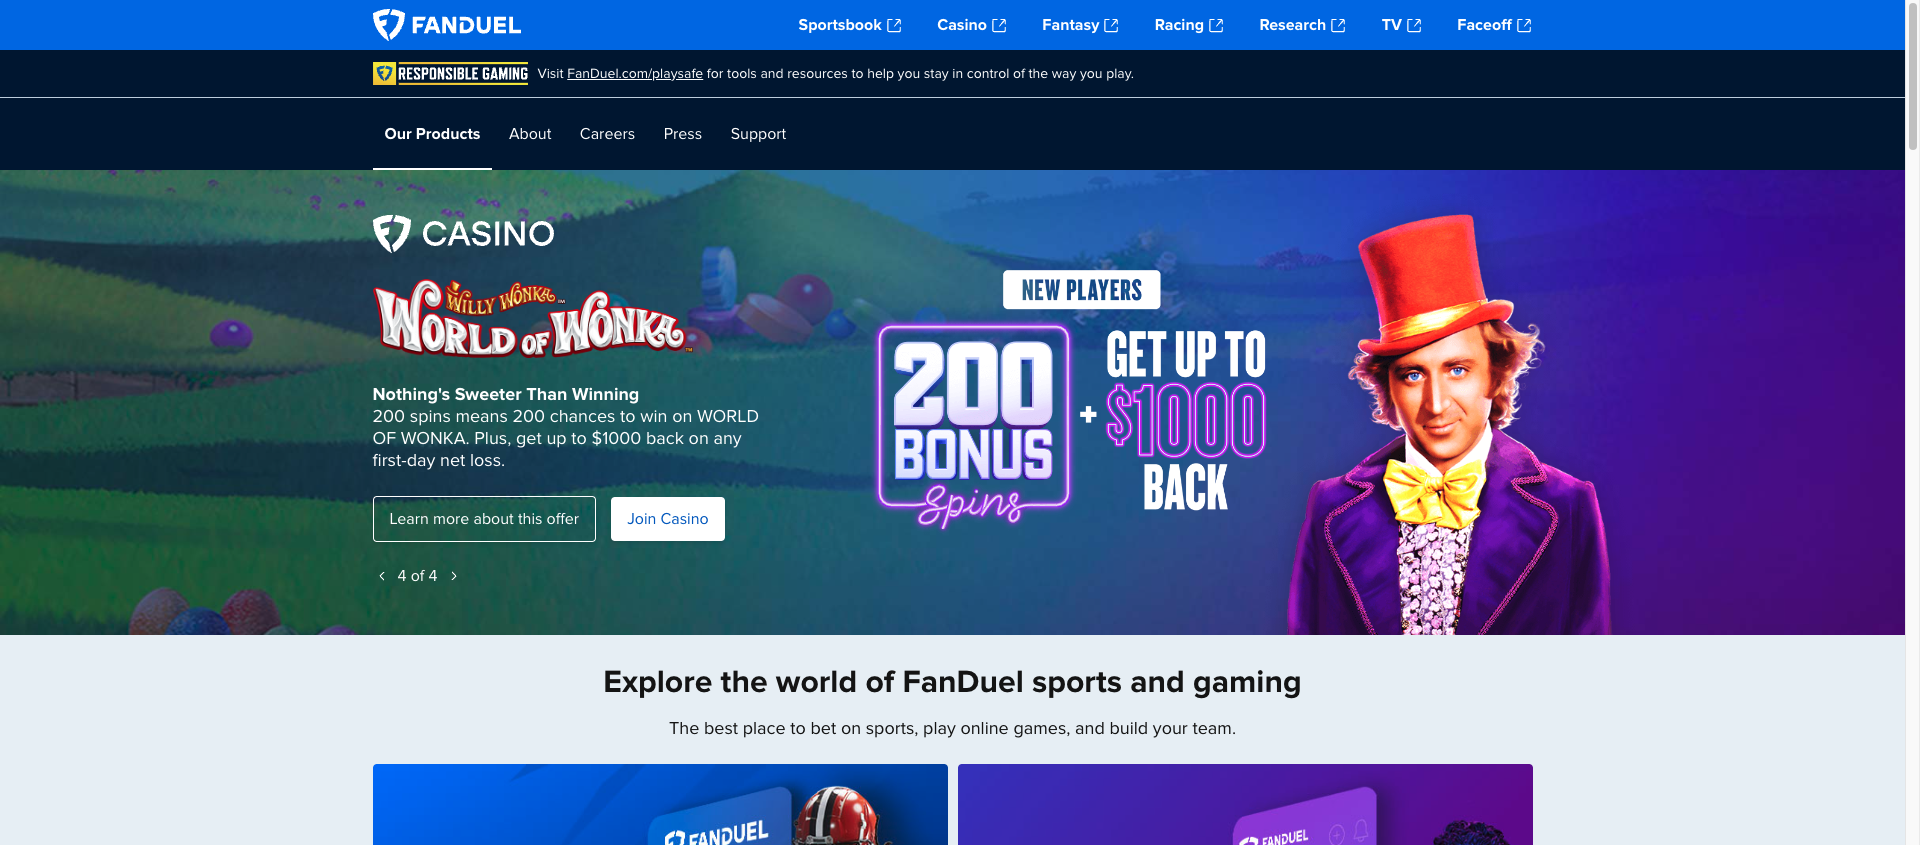 FANDUEL
Sportsbook
Casino
Fantasy
Racing
Research
TV
Faceoff
RESPONSIBLE GAMING
Visit FanDuel.com/playsafe for tools and resources to help you stay in control of the way you play.
Our Products
About
Careers
Press
Support
CASINO
WILLY WONKA™
WORLD OF WONKA™
Nothing's Sweeter Than Winning
200 spins means 200 chances to win on WORLD
OF WONKA. Plus, get up to $1000 back on any
first-day net loss.
Learn more about this offer
Join Casino
4 of 4
NEW PLAYERS
200
BONUS
Spins
+
GET UP TO
$1000
BACK
Explore the world of FanDuel sports and gaming
The best place to bet on sports, play online games, and build your team.
FANDUEL
FANDUEL